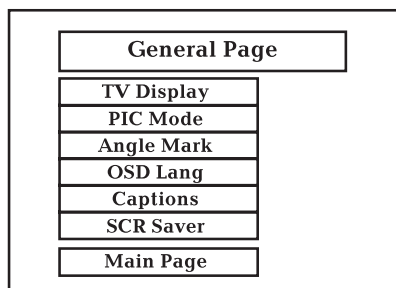 General Page
TV Display
PIC Mode
Angle Mark
OSD Lang
Captions
SCR Saver
Main Page